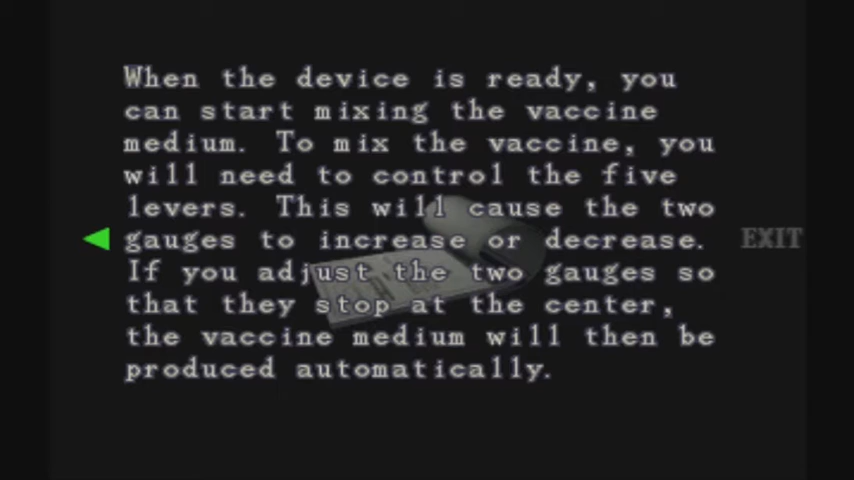 When the device is ready, you
can start mixing the vaccine
medium. To mix the vaccine, you
will need to control the five
levers. This will cause the two
gauges to increase or decrease.
EXIT
If you adjust the two gauges so
that they stop at the center,
the vaccine medium will then be
produced automatically.